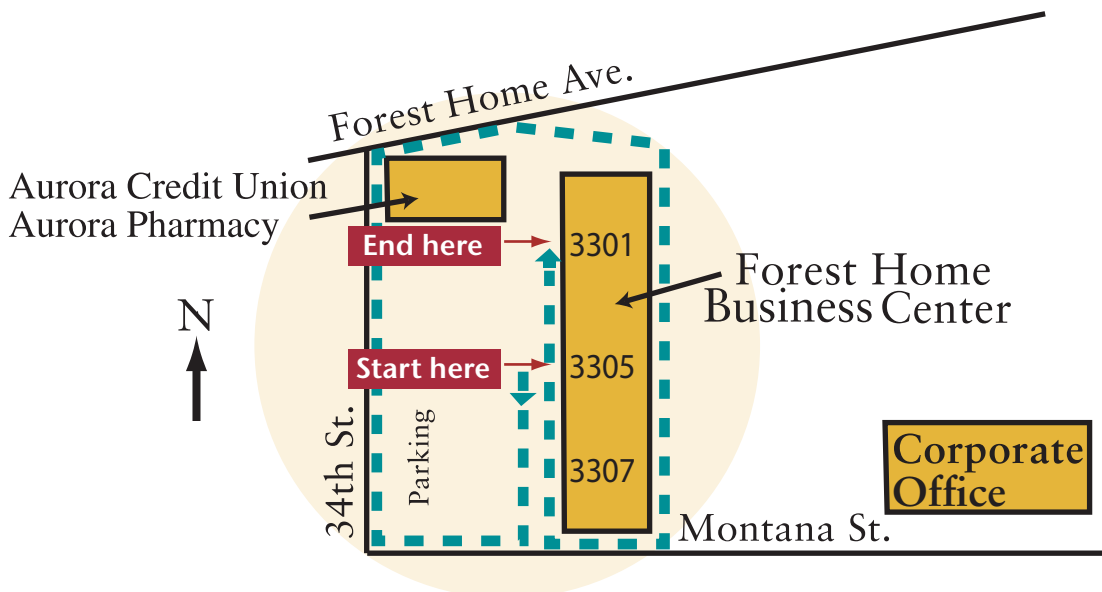 Forest Home Ave.
Aurora Credit Union
Aurora Pharmacy
End here
3301
Forest Home
Business Center
N
Start here
3305
34th St.
Parking
3307
Corporate
Office
Montana St.